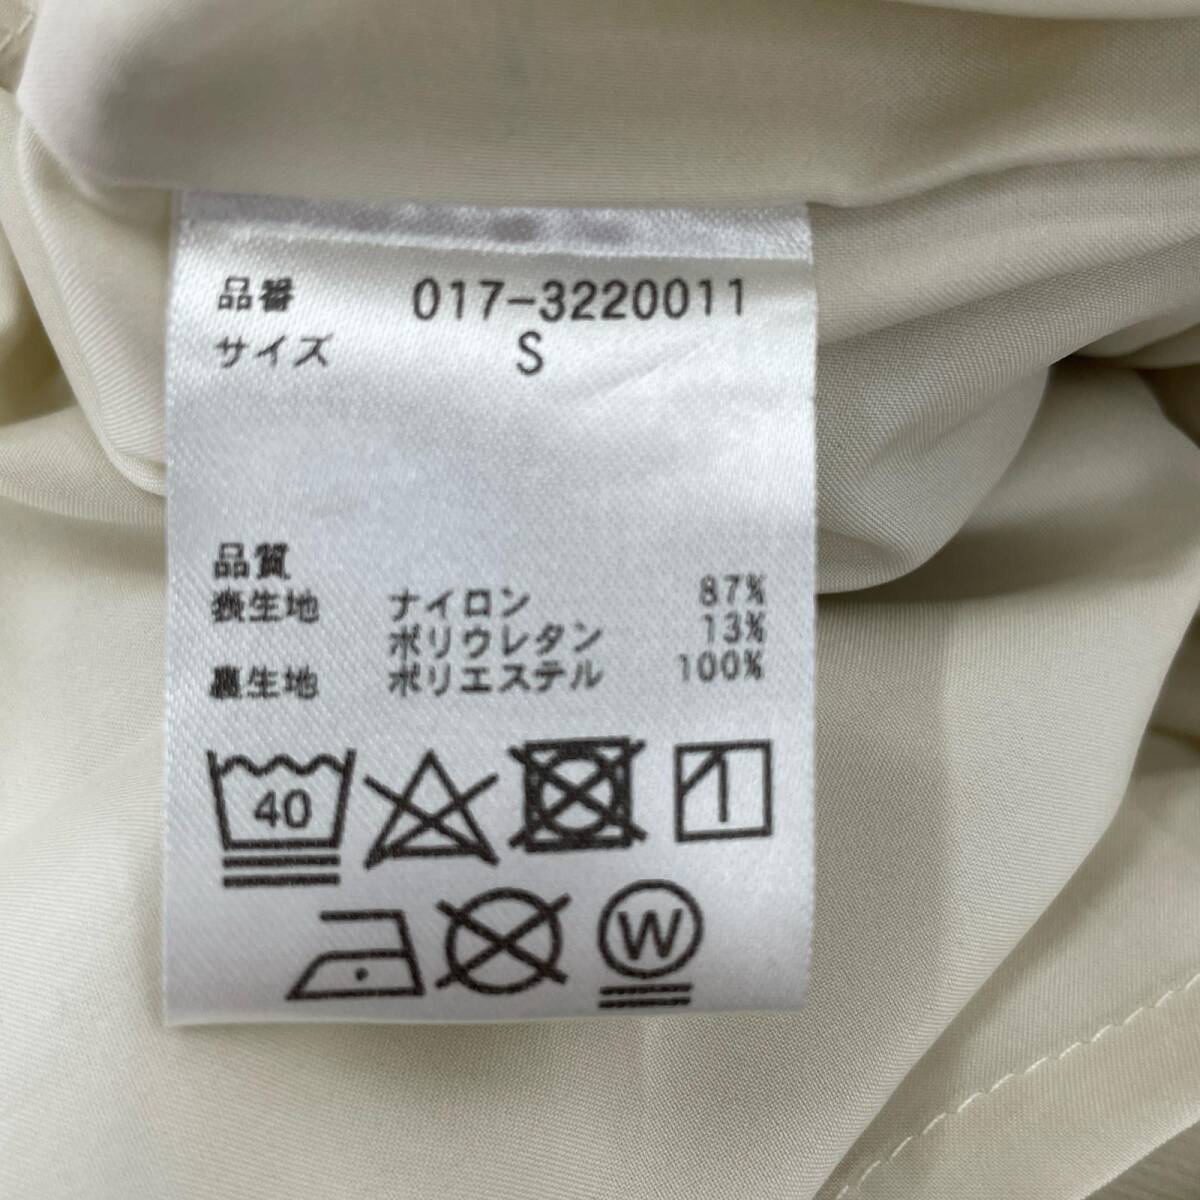 品番 017-3220011
サイズ S
品質
表生地 ナイロン 87%
ポリウレタン 13%
裏生地 ポリエステル 100%
40
W